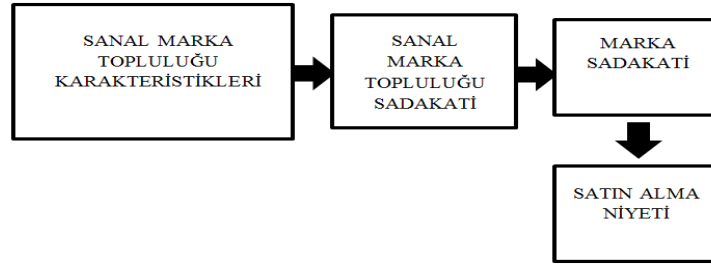 SANAL MARKA
TOPLULUĞU
KARAKTERİSTİKLERİ
SANAL
MARKA
TOPLULUĞU
SADAKATİ
MARKA
SADAKATİ
SATIN ALMA
NİYETİ